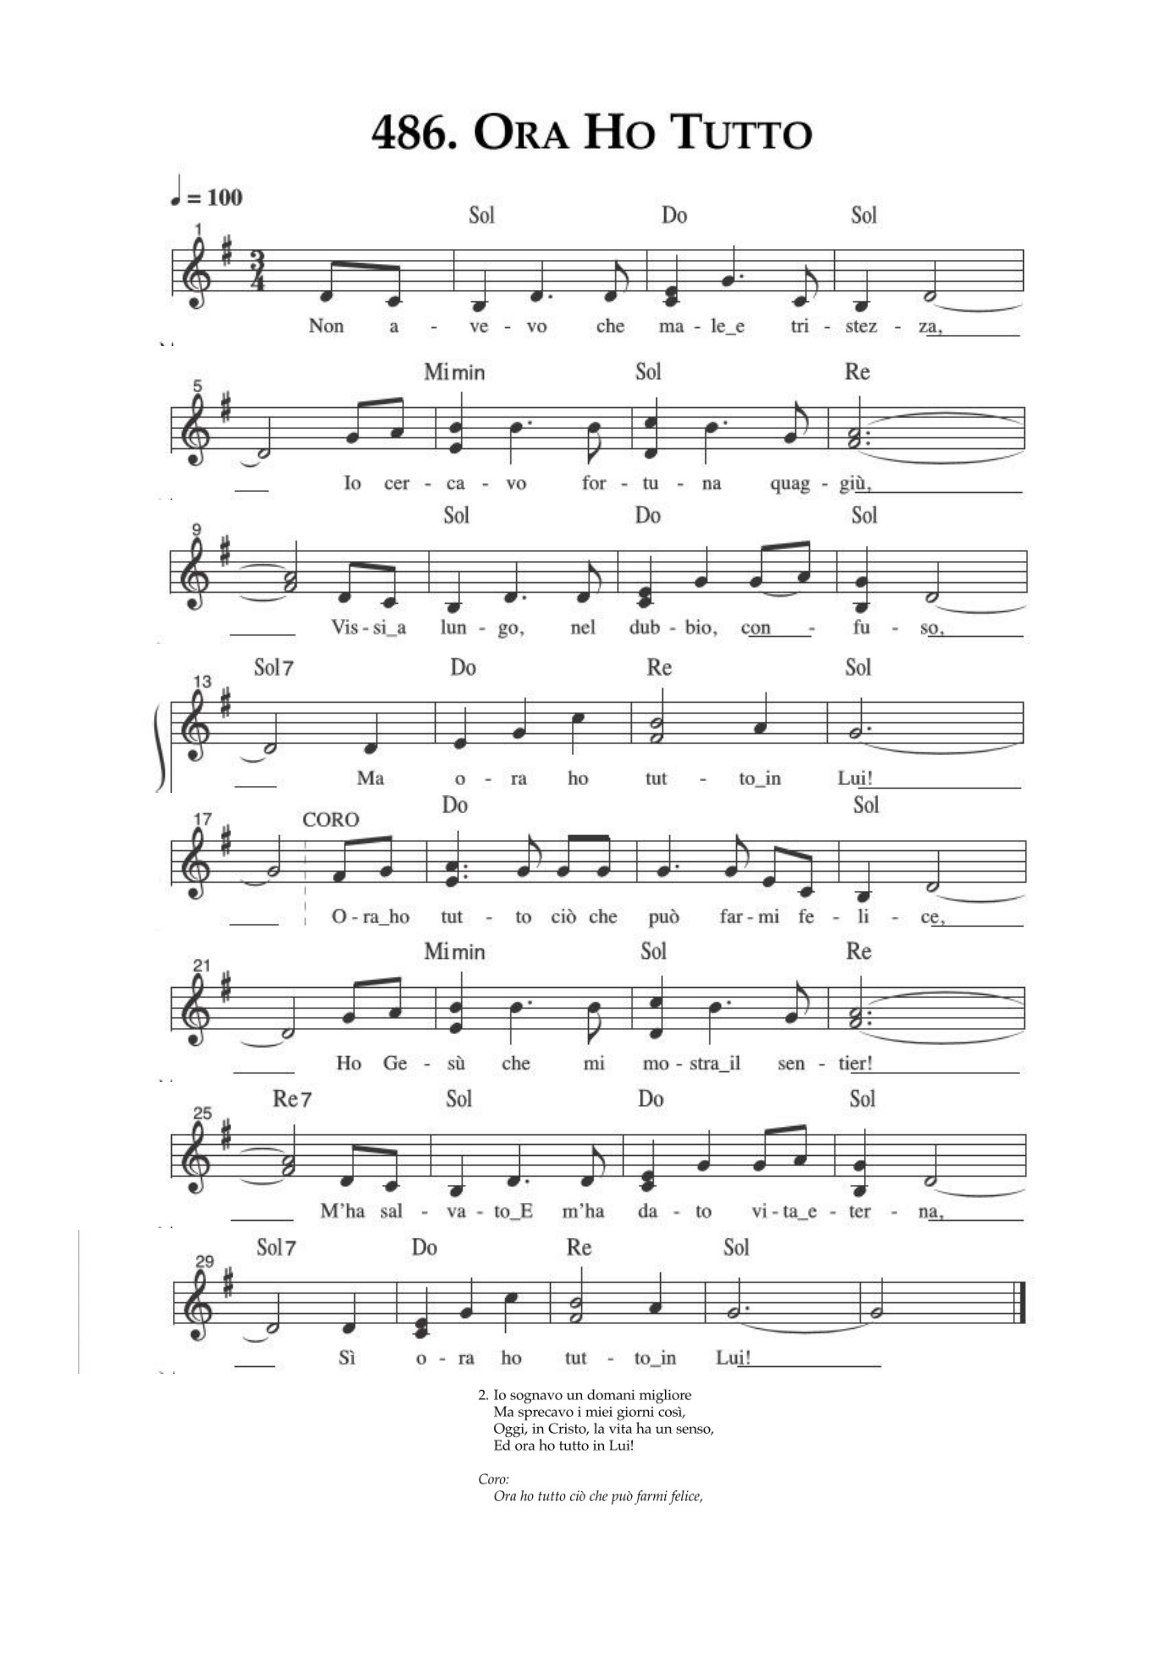 486. Ora Ho Tutto
= 100
Sol Do Sol
1
3
4
Non a - ve - vo che ma - le_e tri - stez - za,
Mimin Sol Re
5
Io cer - ca - vo for - tu - na quag - giù,
Sol Do Sol
9
Vis - si_a lun - go, nel dub - bio, con - fu - so,
Sol7 Do Re Sol
13
Ma o - ra ho tut - to_in Lui!
Do Sol
17 CORO
O - ra_ho tut - to ciò che può far - mi fe - li - ce,
Mimin Sol Re
21
Ho Ge - sù che mi mo - stra_il sen - tier!
Re7 Sol Do Sol
25
M'ha sal - va - to_E m'ha da - to vi - ta_e - ter - na,
Sol7 Do Re Sol
29
Sì o - ra ho tut - to_in Lui!
2. Io sognavo un domani migliore
Ma sprecavo i miei giorni così,
Oggi, in Cristo, la vita ha un senso,
Ed ora ho tutto in Lui!
Coro:
Ora ho tutto ciò che può farmi felice,